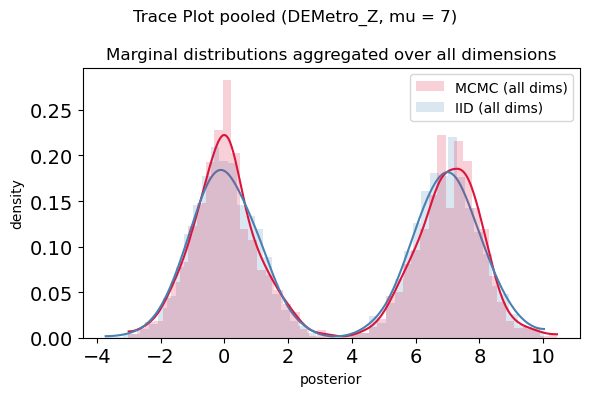 Trace Plot pooled (DEMetro_Z, mu = 7)
Marginal distributions aggregated over all dimensions
MCMC (all dims)
IID (all dims)
density
0.25
0.20
0.15
0.10
0.05
0.00
−4
−2
0
2
4
6
8
10
posterior